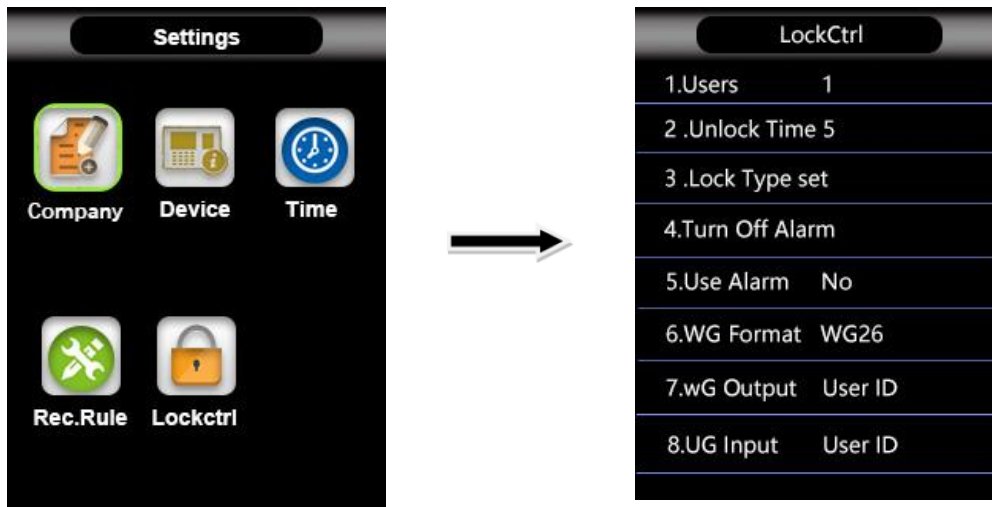 Settings
Company Device Time
Rec.Rule Lockctrl
LockCtrl
1.Users 1
2 .Unlock Time 5
3 .Lock Type set
4.Turn Off Alarm
5.Use Alarm No
6.WG Format WG26
7.wG Output User ID
8.UG Input User ID